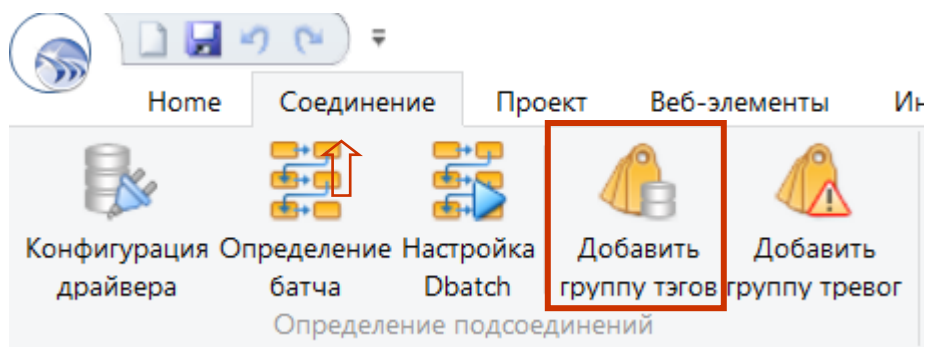 Home Соединение Проект Веб-элементы Ин
Конфигурация Определение Настройка Добавить Добавить
драйвера батча Dbatch группу тэгов группу тревог
Определение подсоединений